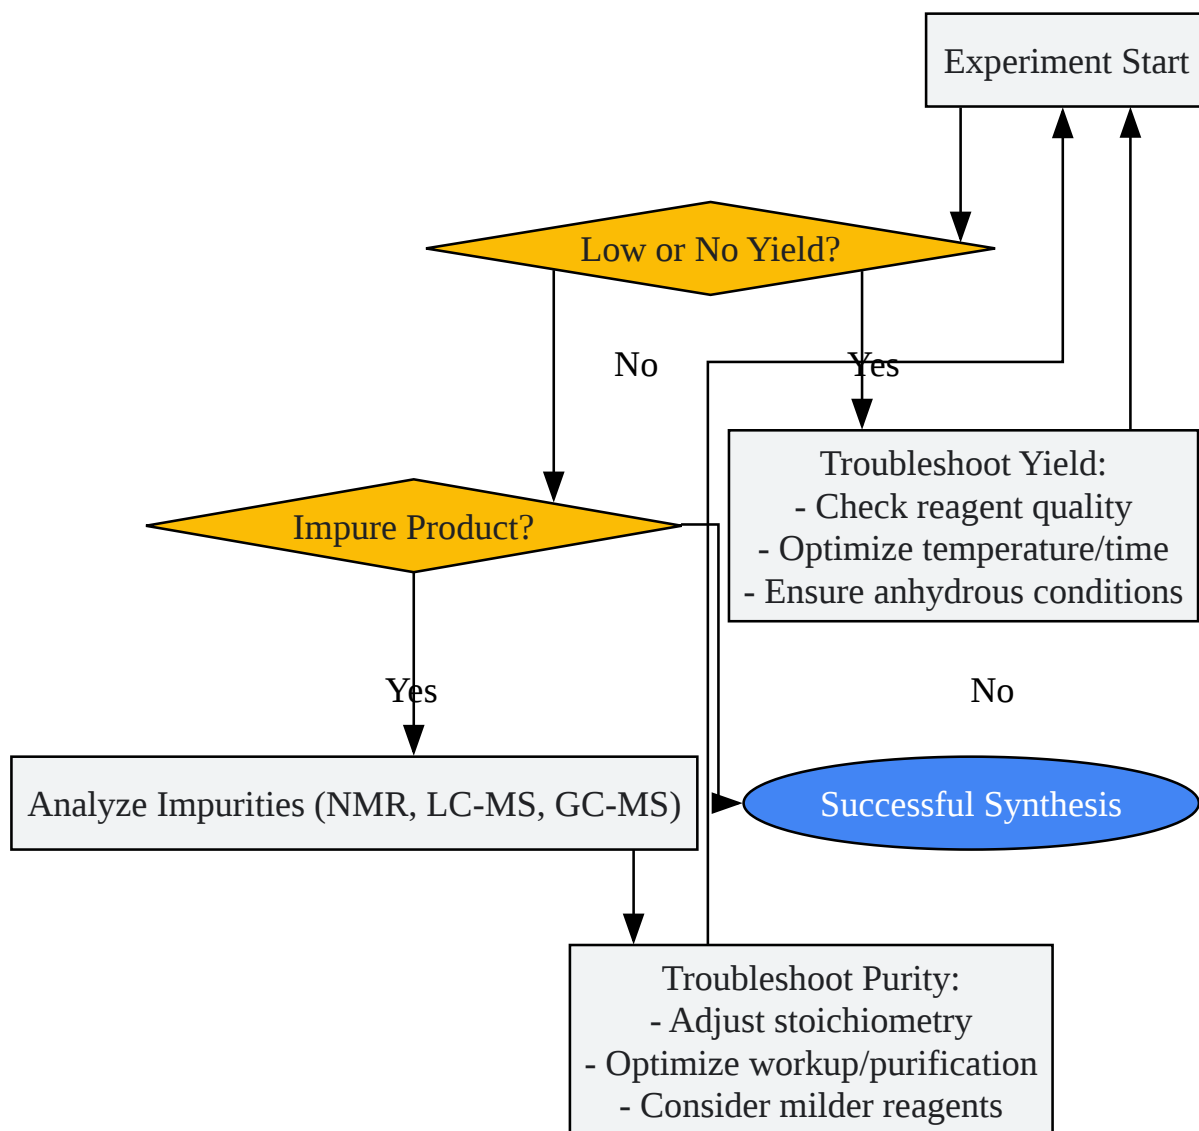 Experiment Start
Low or No Yield?
No
Yes
Troubleshoot Yield:
- Check reagent quality
- Optimize temperature/time
- Ensure anhydrous conditions
Impure Product?
Yes
No
Analyze Impurities (NMR, LC-MS, GC-MS)
Successful Synthesis
Troubleshoot Purity:
- Adjust stoichiometry
- Optimize workup/purification
- Consider milder reagents